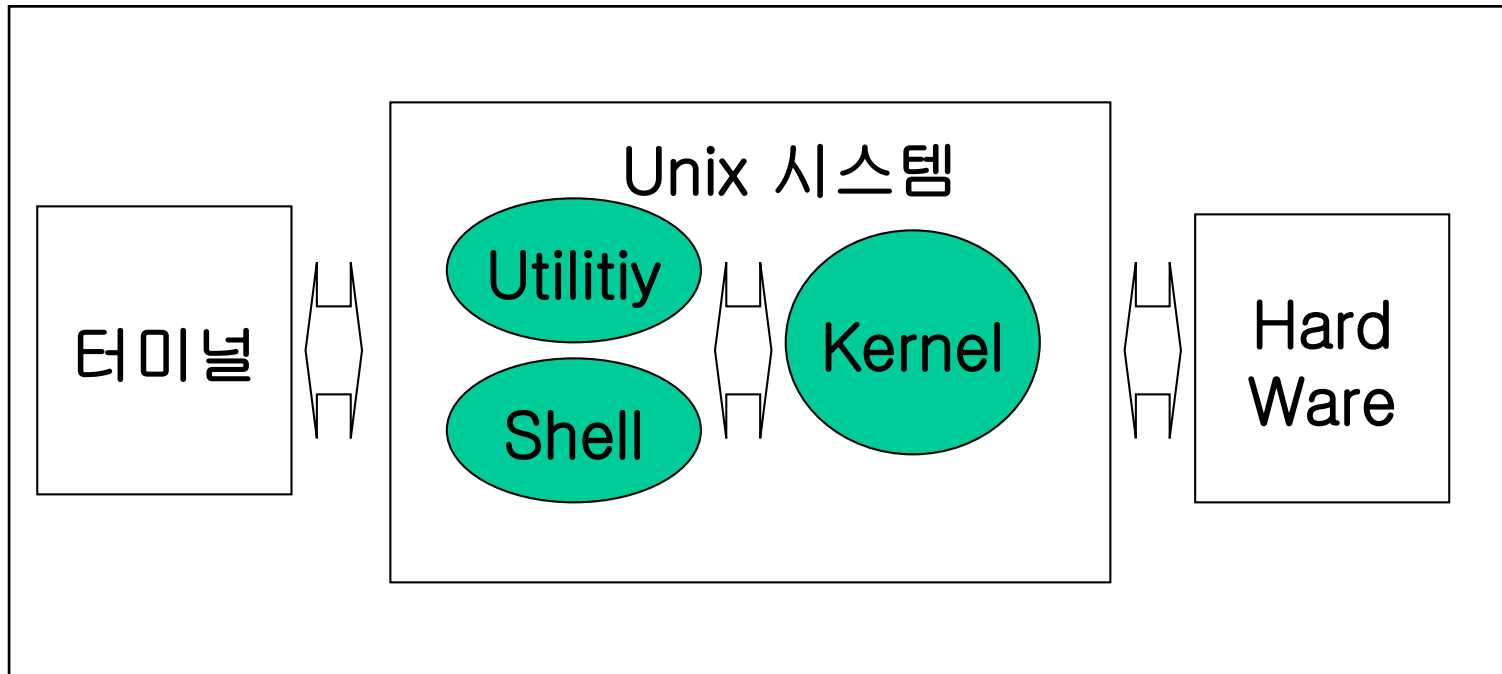 Unix 시스템
터미널
Utilitiy
Shell
Kernel
Hard
Ware